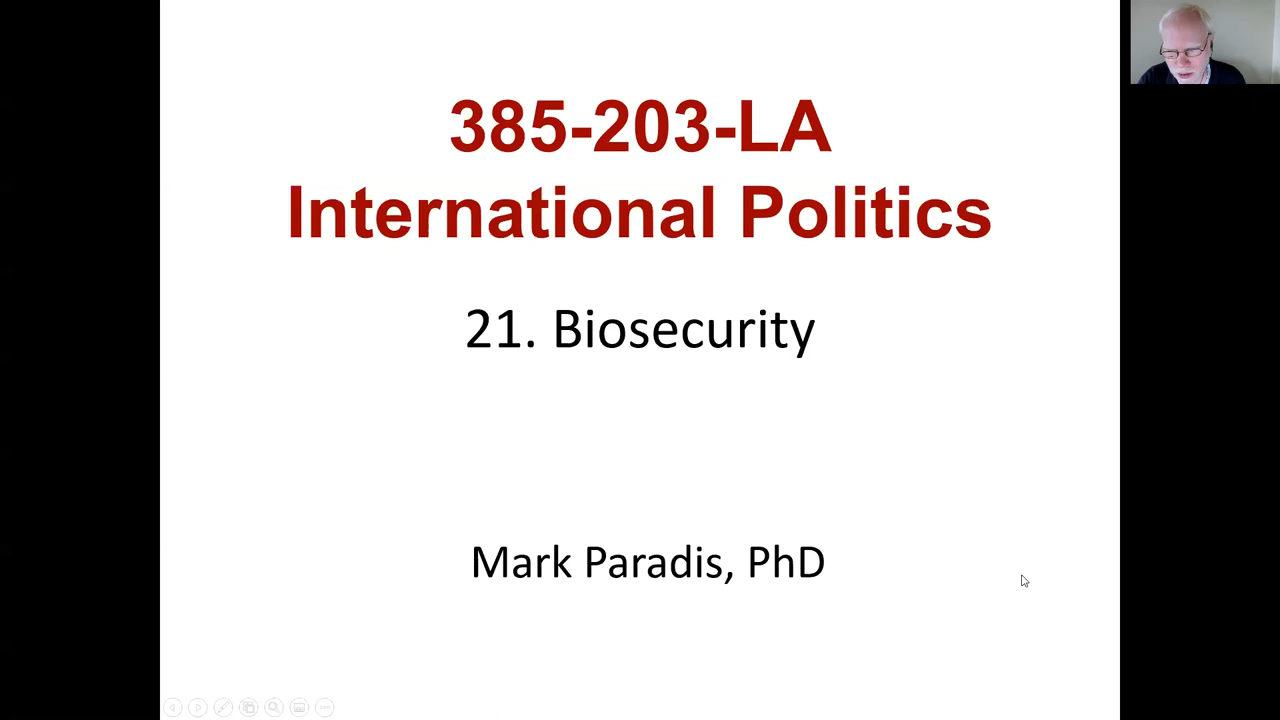 385-203-LA
International Politics
21. Biosecurity
Mark Paradis, PhD